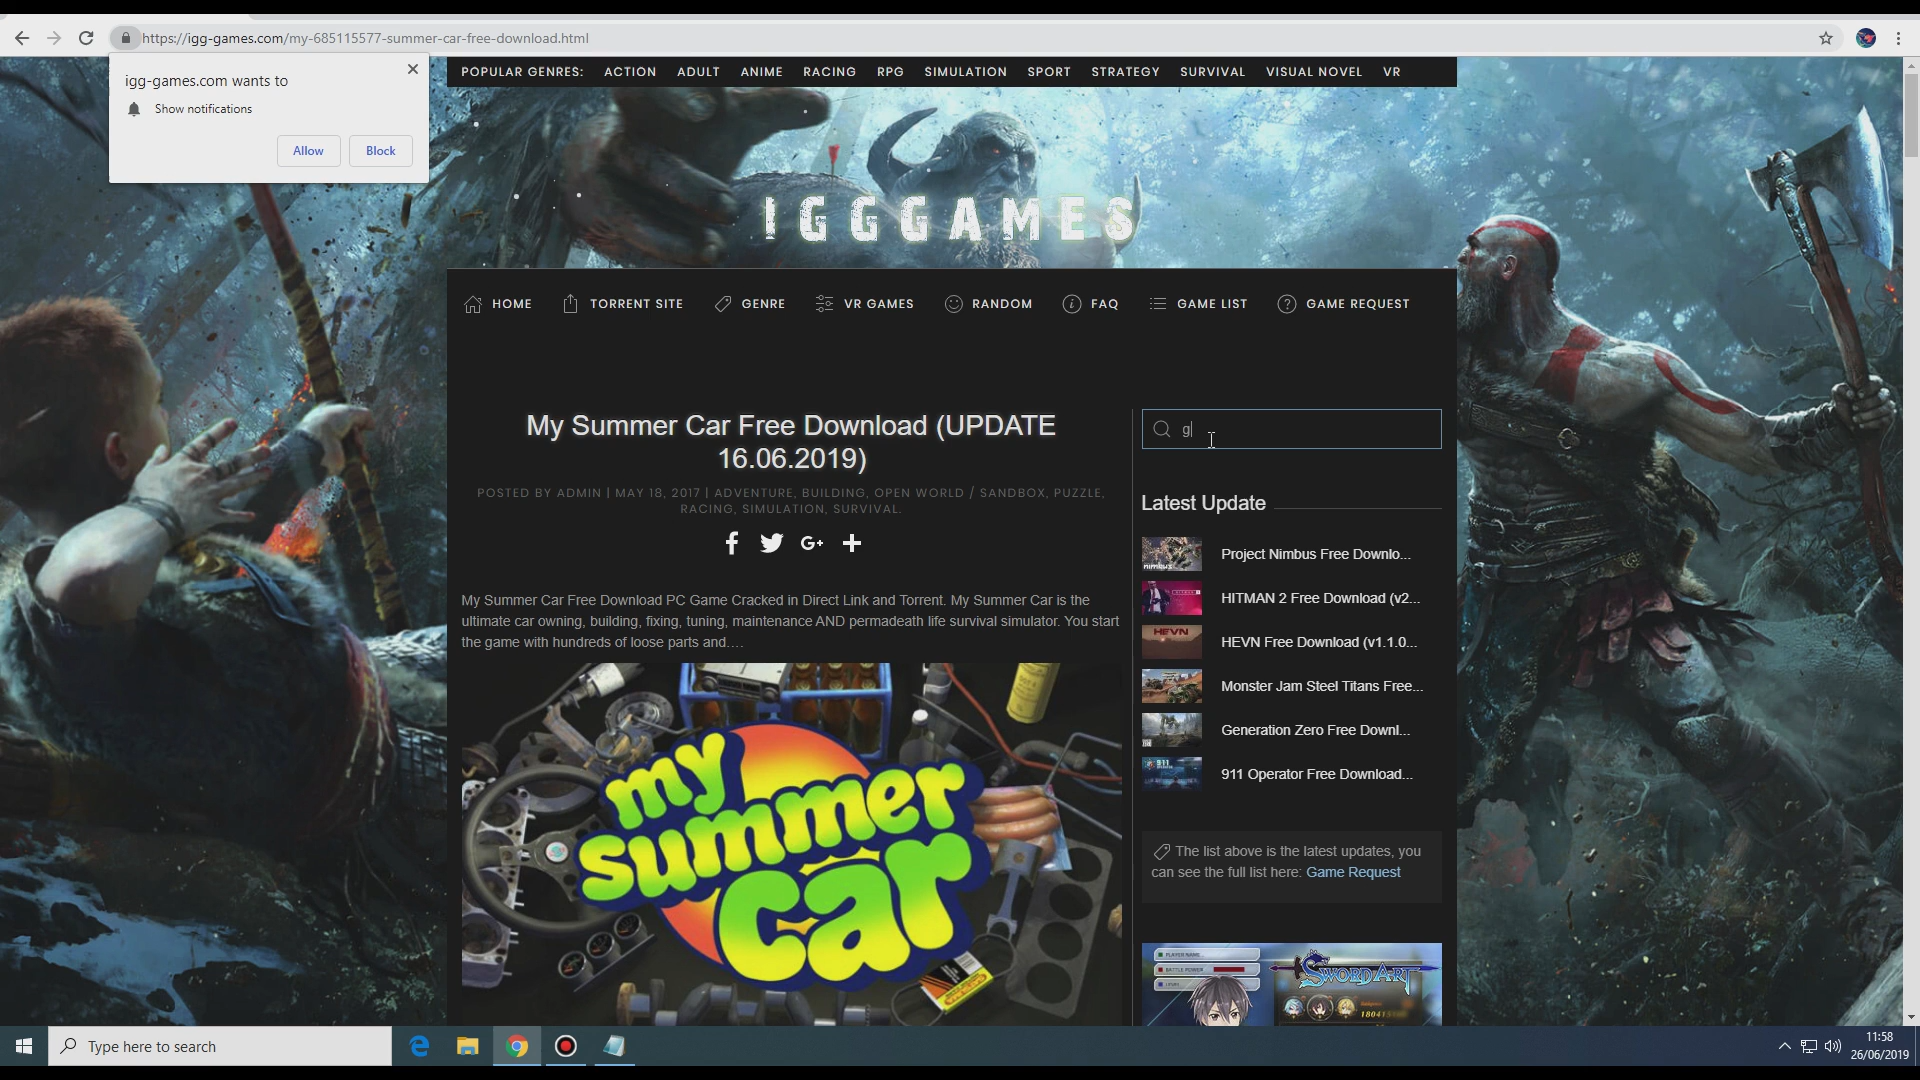 https://igg-games.com/my-685115577-summer-car-free-download.html
igg-games.com wants to
Show notifications
Allow
Block
POPULAR GENRES: ACTION ADULT ANIME RACING RPG SIMULATION SPORT STRATEGY SURVIVAL VISUAL NOVEL VR
IGGGAMES
HOME TORRENT SITE GENRE VR GAMES RANDOM FAQ GAME LIST GAME REQUEST
My Summer Car Free Download (UPDATE
16.06.2019)
POSTED BY ADMIN | MAY 18, 2017 | ADVENTURE, BUILDING, OPEN WORLD / SANDBOX, PUZZLE,
RACING, SIMULATION, SURVIVAL.
My Summer Car Free Download PC Game Cracked in Direct Link and Torrent. My Summer Car is the
ultimate car owning, building, fixing, tuning, maintenance AND permadeath life survival simulator. You start
the game with hundreds of loose parts and….
my
summer
car
g
Latest Update
Project Nimbus Free Downlo...
HITMAN 2 Free Download (v2...
HEVN
HEVN Free Download (v1.1.0...
Monster Jam Steel Titans Free...
Generation Zero Free Downl...
911 Operator Free Download...
The list above is the latest updates, you
can see the full list here: Game Request
PLAYER NAME
BATTLE POWER
LEVEL
SWORD ART
Type here to search
11:58
26/06/2019